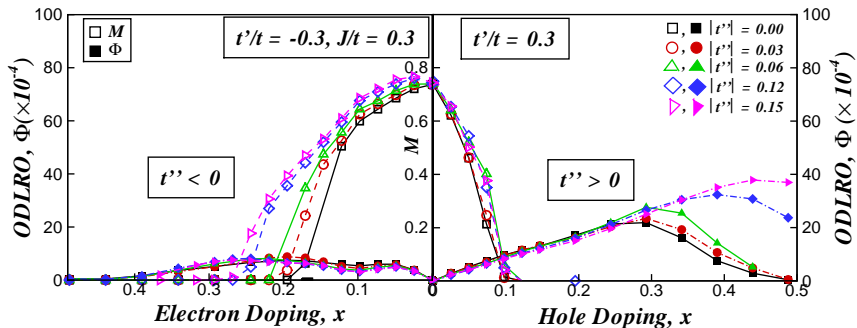 100
80
60
40
20
0
ODLRO, Φ(×10⁻⁴)
M
Φ
t'/t = -0.3, J/t = 0.3
t'' < 0
0.4
0.3
0.2
0.1
0
Electron Doping, x
1
0.8
0.6
0.4
0.2
0
M
t'/t = 0.3
, |t''| = 0.00
, |t''| = 0.03
, |t''| = 0.06
, |t''| = 0.12
, |t''| = 0.15
t'' > 0
0.1
0.2
0.3
0.4
0.5
Hole Doping, x
100
80
60
40
20
0
ODLRO, Φ(×10⁻⁴)